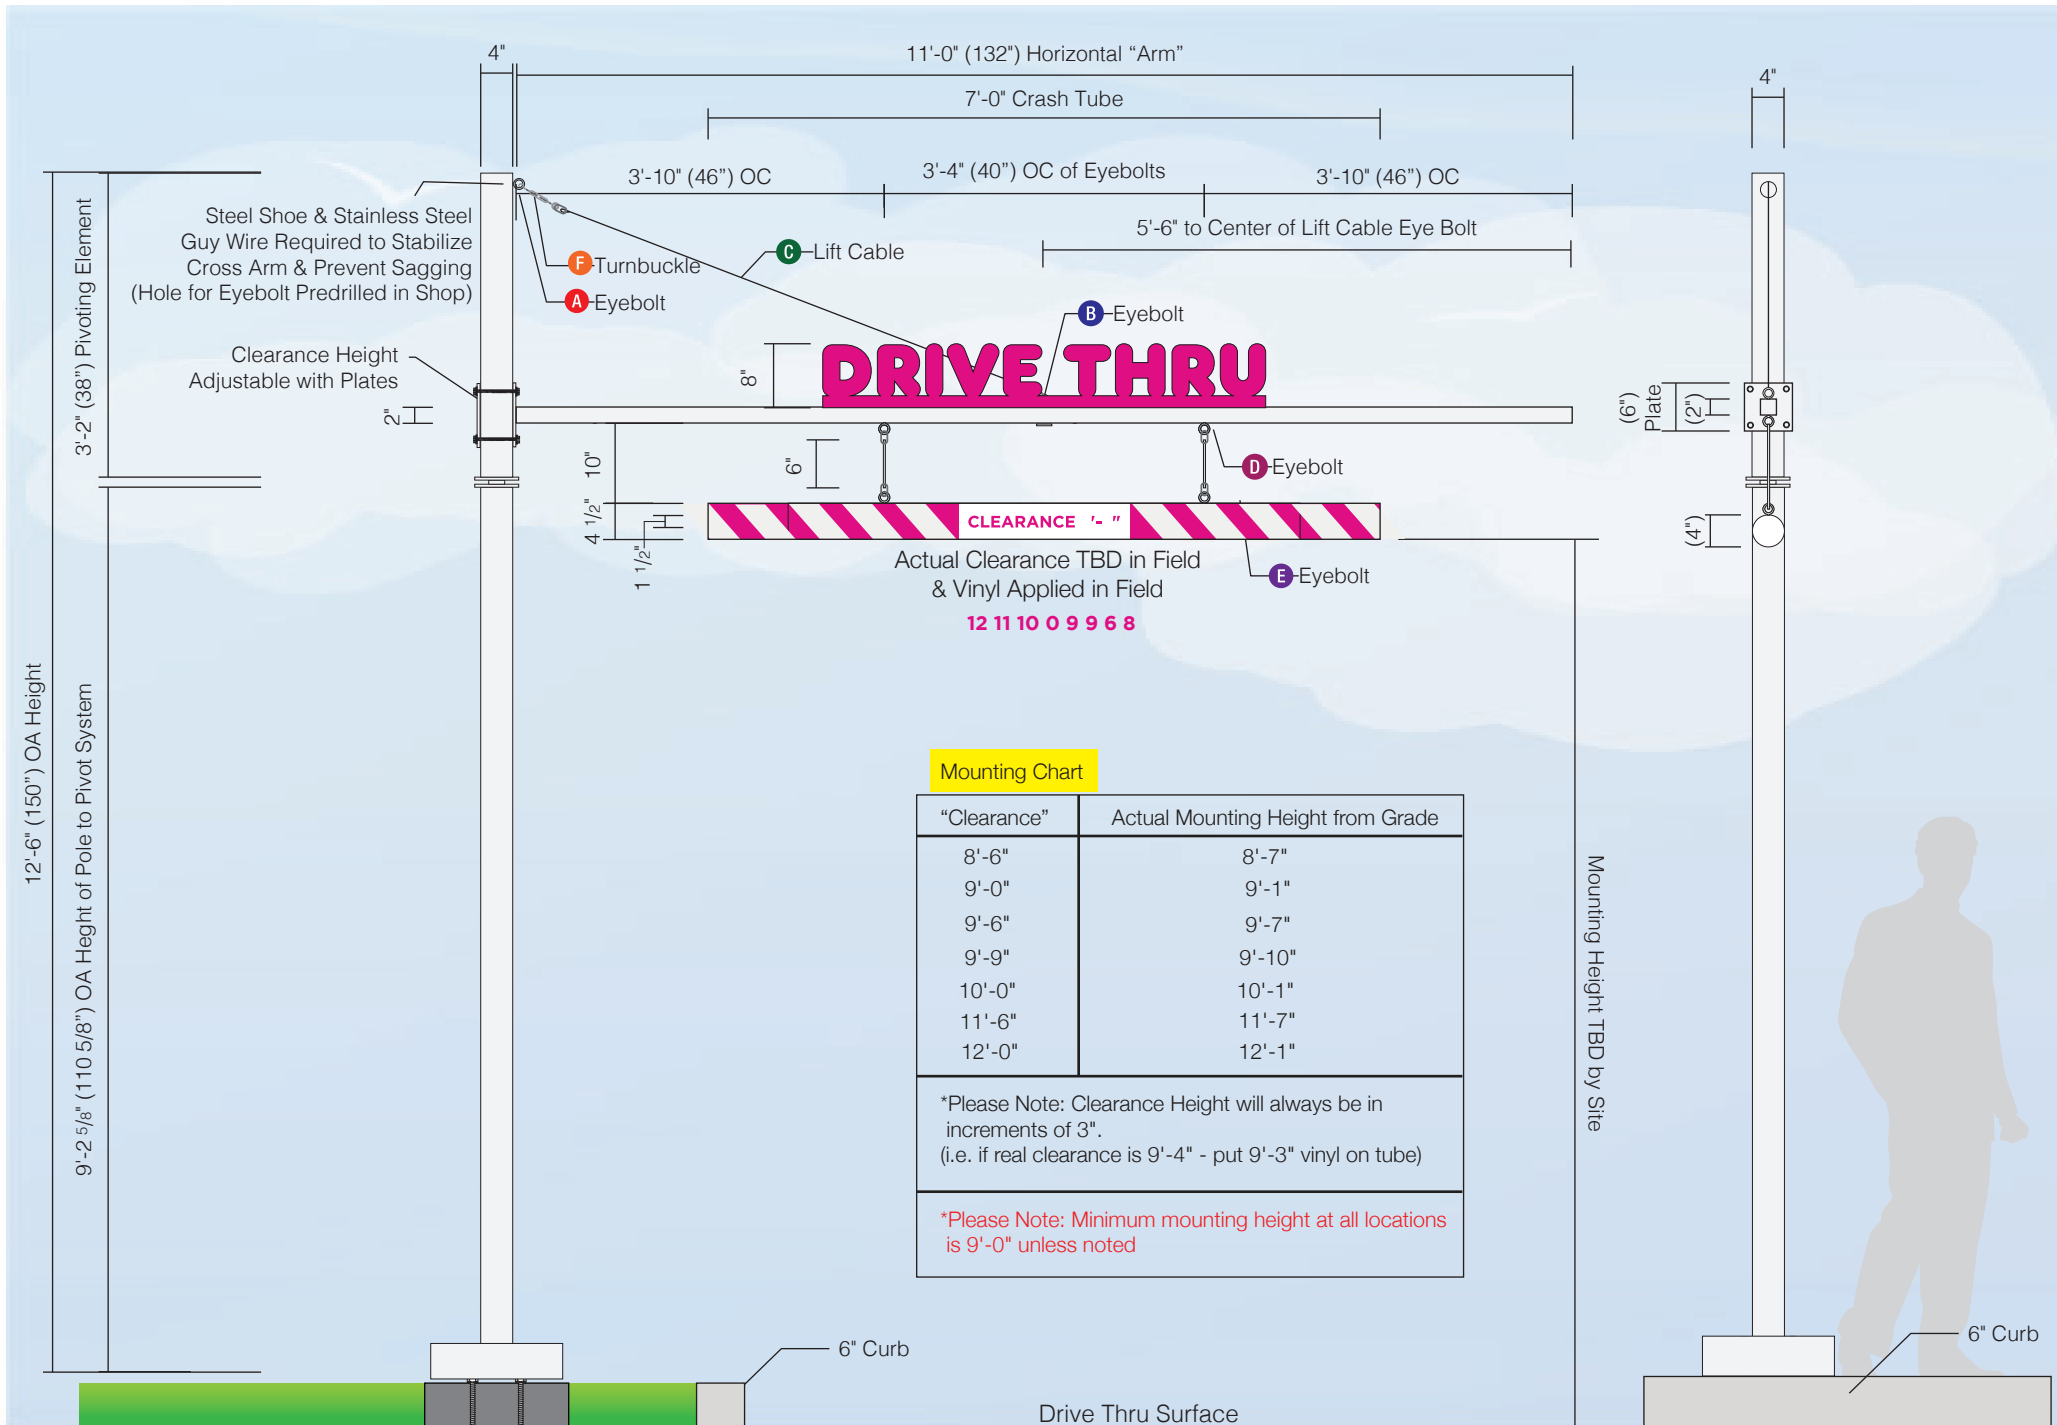 4"
11'-0" (132") Horizontal “Arm”
7'-0" Crash Tube
4"
3'-10" (46”) OC
3'-4" (40”) OC of Eyebolts
3'-10" (46”) OC
5'-6" to Center of Lift Cable Eye Bolt
Steel Shoe & Stainless Steel
Guy Wire Required to Stabilize
Cross Arm & Prevent Sagging
(Hole for Eyebolt Predrilled in Shop)
F Turnbuckle
A Eyebolt
C Lift Cable
B Eyebolt
Clearance Height
Adjustable with Plates
3'-2" (38”) Pivoting Element
2"
8"
DRIVE THRU
(6")
Plate
(2")
10"
6"
D Eyebolt
4 1/2"
1 1/2"
CLEARANCE '- "
(4")
Actual Clearance TBD in Field
& Vinyl Applied in Field
E Eyebolt
12 11 10 0 9 9 6 8
12'-6" (150”) OA Height
9'-2 5/8" (110 5/8”) OA Heght of Pole to Pivot System
Mounting Chart
“Clearance” Actual Mounting Height from Grade
8'-6" 8'-7"
9'-0" 9'-1"
9'-6" 9'-7"
9'-9" 9'-10"
10'-0" 10'-1"
11'-6" 11'-7"
12'-0" 12'-1"
*Please Note: Clearance Height will always be in
increments of 3".
(i.e. if real clearance is 9'-4" - put 9'-3" vinyl on tube)
*Please Note: Minimum mounting height at all locations
is 9'-0" unless noted
Mounting Height TBD by Site
6" Curb
6" Curb
Drive Thru Surface